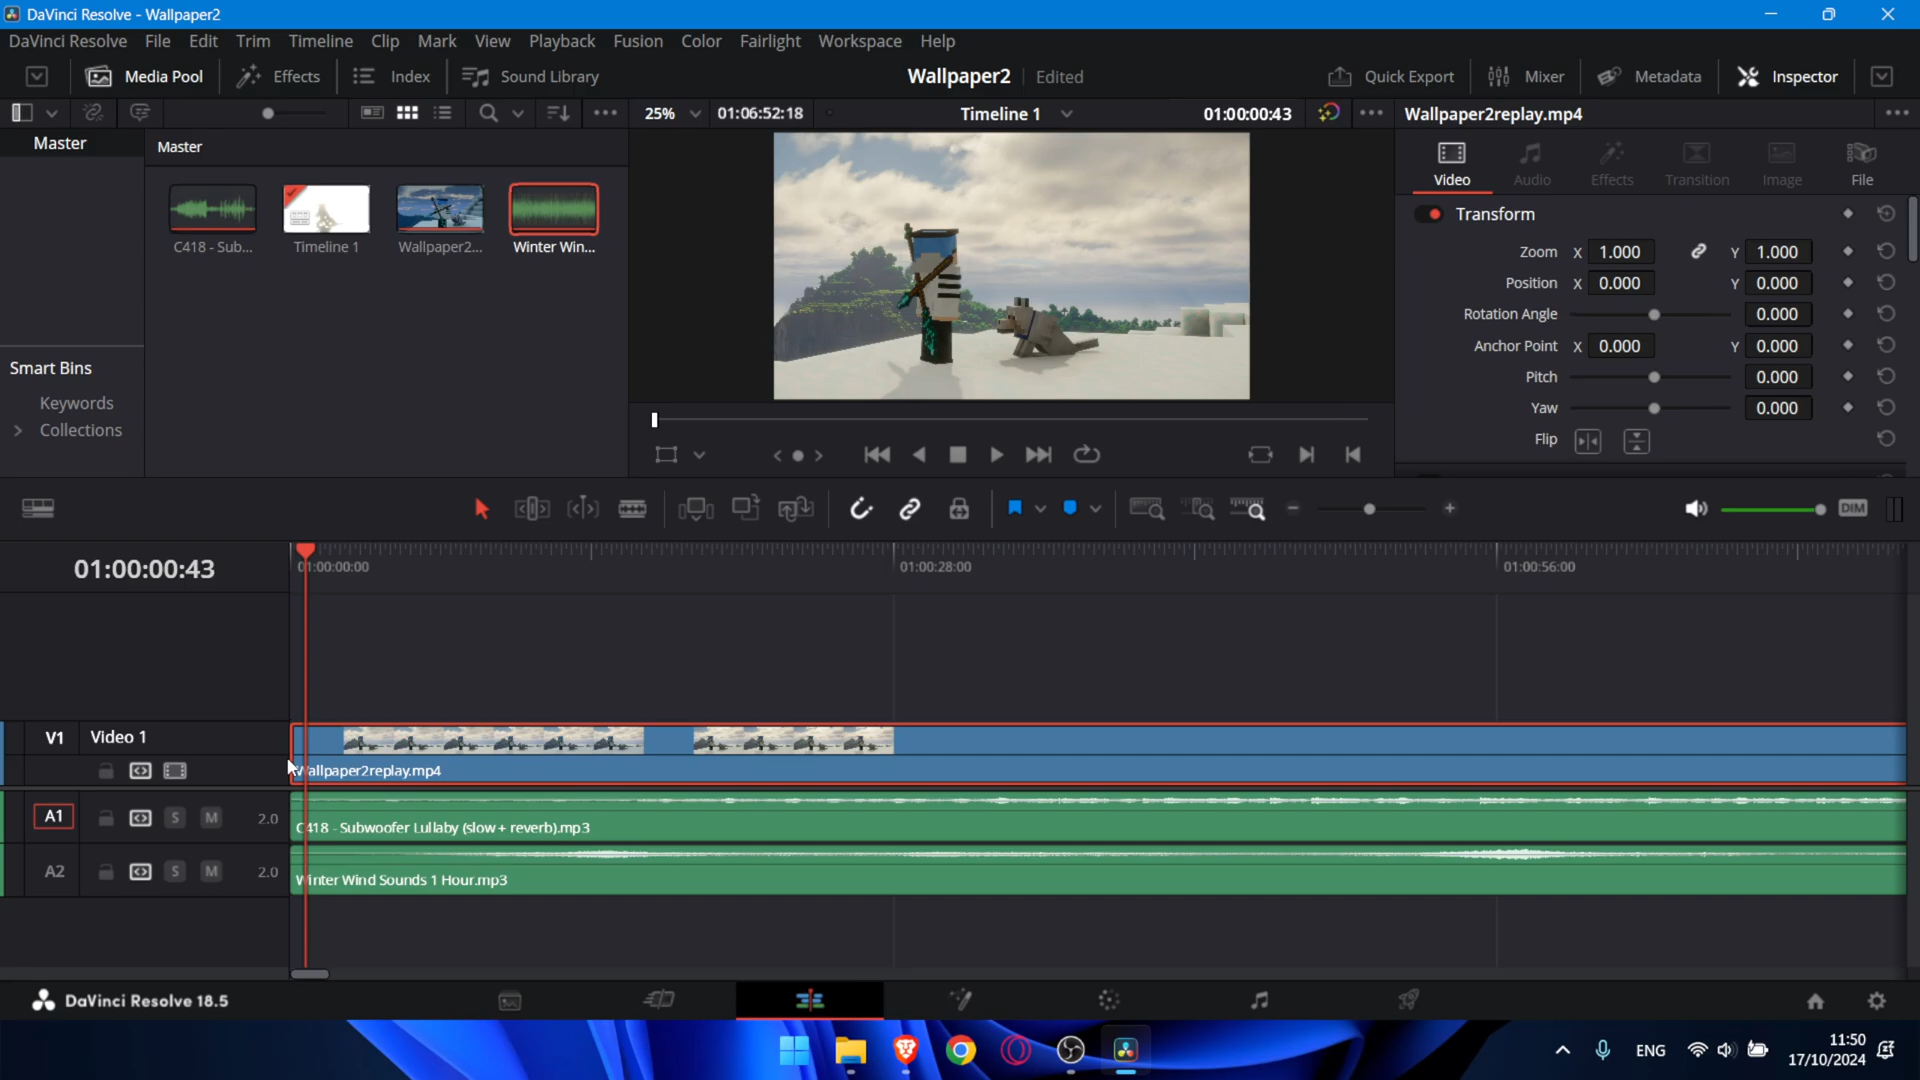 DaVinci Resolve - Wallpaper2
DaVinci Resolve File Edit Trim Timeline Clip Mark View Playback Fusion Color Fairlight Workspace Help
Media Pool Effects Index Sound Library Wallpaper2 Edited Quick Export Mixer Metadata Inspector
25% 01:06:52:18 Timeline 1 01:00:00:43 Wallpaper2replay.mp4
Master Master
C418 - Sub... Timeline 1 Wallpaper2... Winter Win...
Smart Bins
Keywords
Collections
Video Audio Effects Transition Image File
Transform
Zoom X 1.000 Y 1.000
Position X 0.000 Y 0.000
Rotation Angle 0.000
Anchor Point X 0.000 Y 0.000
Pitch 0.000
Yaw 0.000
Flip
DIM
01:00:00:43 01:00:00:00 01:00:28:00 01:00:56:00
V1 Video 1
Wallpaper2replay.mp4
A1 S M 2.0 C418 - Subwoofer Lullaby (slow + reverb).mp3
A2 S M 2.0 Winter Wind Sounds 1 Hour.mp3
DaVinci Resolve 18.5
ENG 11:50
17/10/2024